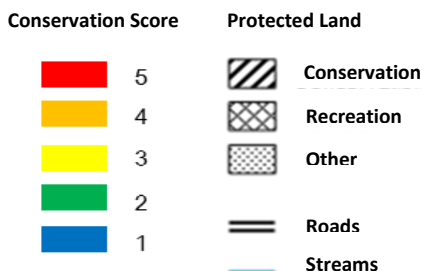 Conservation Score
5
4
3
2
1
Protected Land
Conservation
Recreation
Other
Roads
Streams